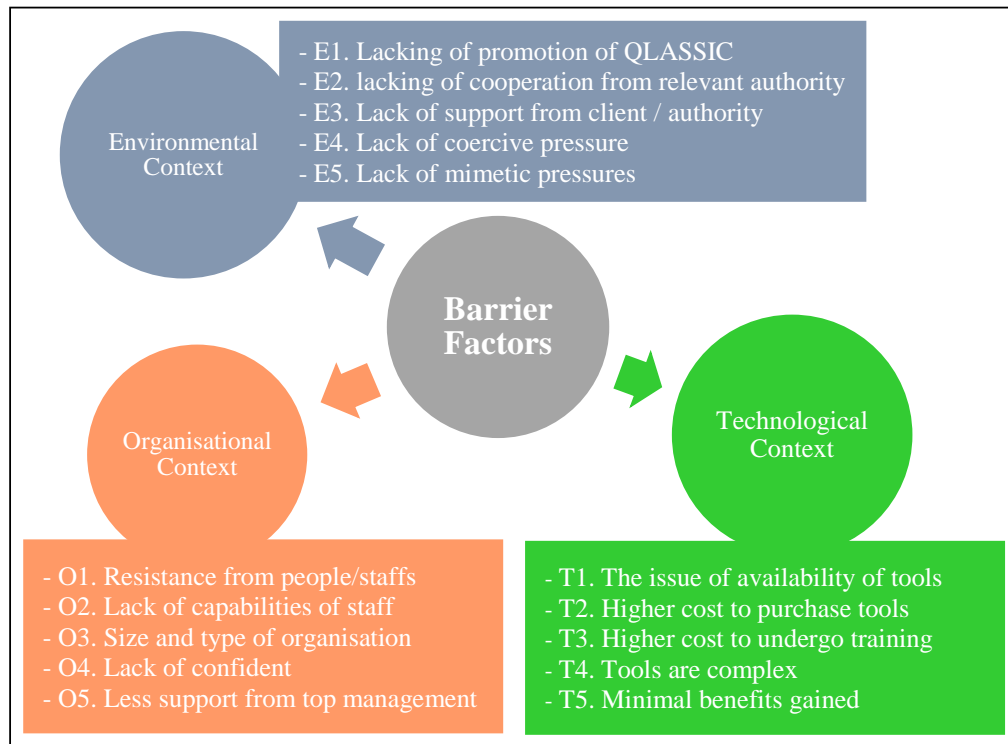 Environmental
Context
- E1. Lacking of promotion of QLASSIC
- E2. lacking of cooperation from relevant authority
- E3. Lack of support from client / authority
- E4. Lack of coercive pressure
- E5. Lack of mimetic pressures
Barrier
Factors
Organisational
Context
- O1. Resistance from people/staffs
- O2. Lack of capabilities of staff
- O3. Size and type of organisation
- O4. Lack of confident
- O5. Less support from top management
Technological
Context
- T1. The issue of availability of tools
- T2. Higher cost to purchase tools
- T3. Higher cost to undergo training
- T4. Tools are complex
- T5. Minimal benefits gained